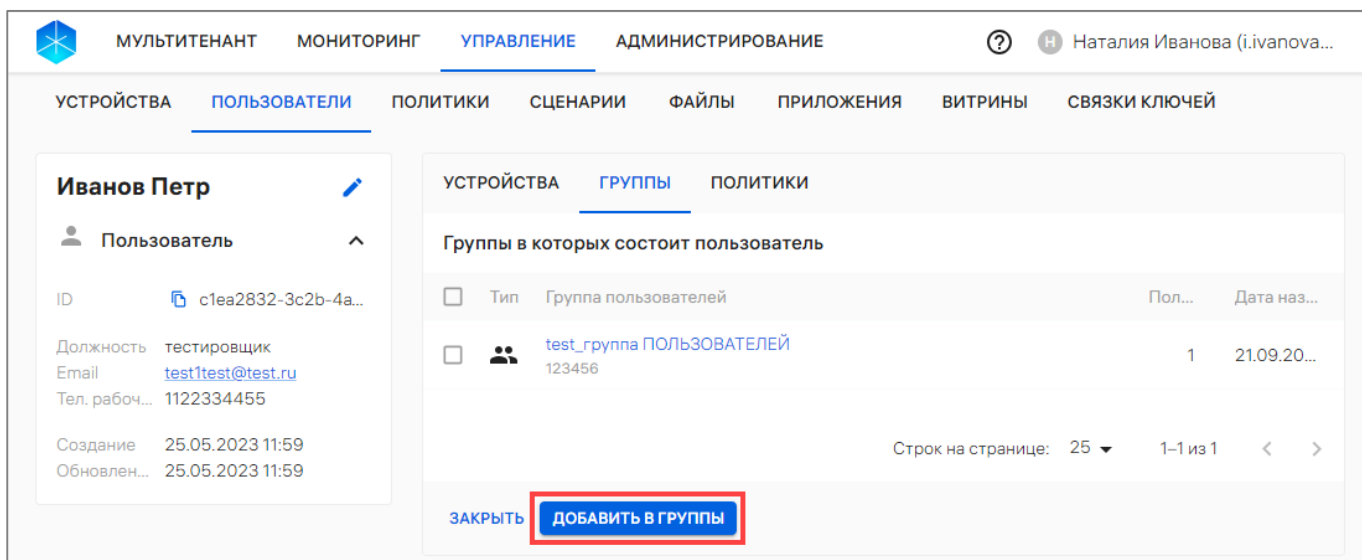 МУЛЬТИТЕНАНТ МОНИТОРИНГ УПРАВЛЕНИЕ АДМИНИСТРИРОВАНИЕ ? Н Наталия Иванова (i.ivanova...
УСТРОЙСТВА ПОЛЬЗОВАТЕЛИ ПОЛИТИКИ СЦЕНАРИИ ФАЙЛЫ ПРИЛОЖЕНИЯ ВИТРИНЫ СВЯЗКИ КЛЮЧЕЙ
Иванов Петр
Пользователь
ID c1ea2832-3c2b-4a...
Должность тестировщик
Email test1test@test.ru
Тел. рабоч... 1122334455
Создание 25.05.2023 11:59
Обновлен... 25.05.2023 11:59
УСТРОЙСТВА ГРУППЫ ПОЛИТИКИ
Группы в которых состоит пользователь
Тип Группа пользователей Пол... Дата наз...
test_группа ПОЛЬЗОВАТЕЛЕЙ 1 21.09.20...
123456
Строк на странице: 25 1–1 из 1
ЗАКРЫТЬ ДОБАВИТЬ В ГРУППЫ